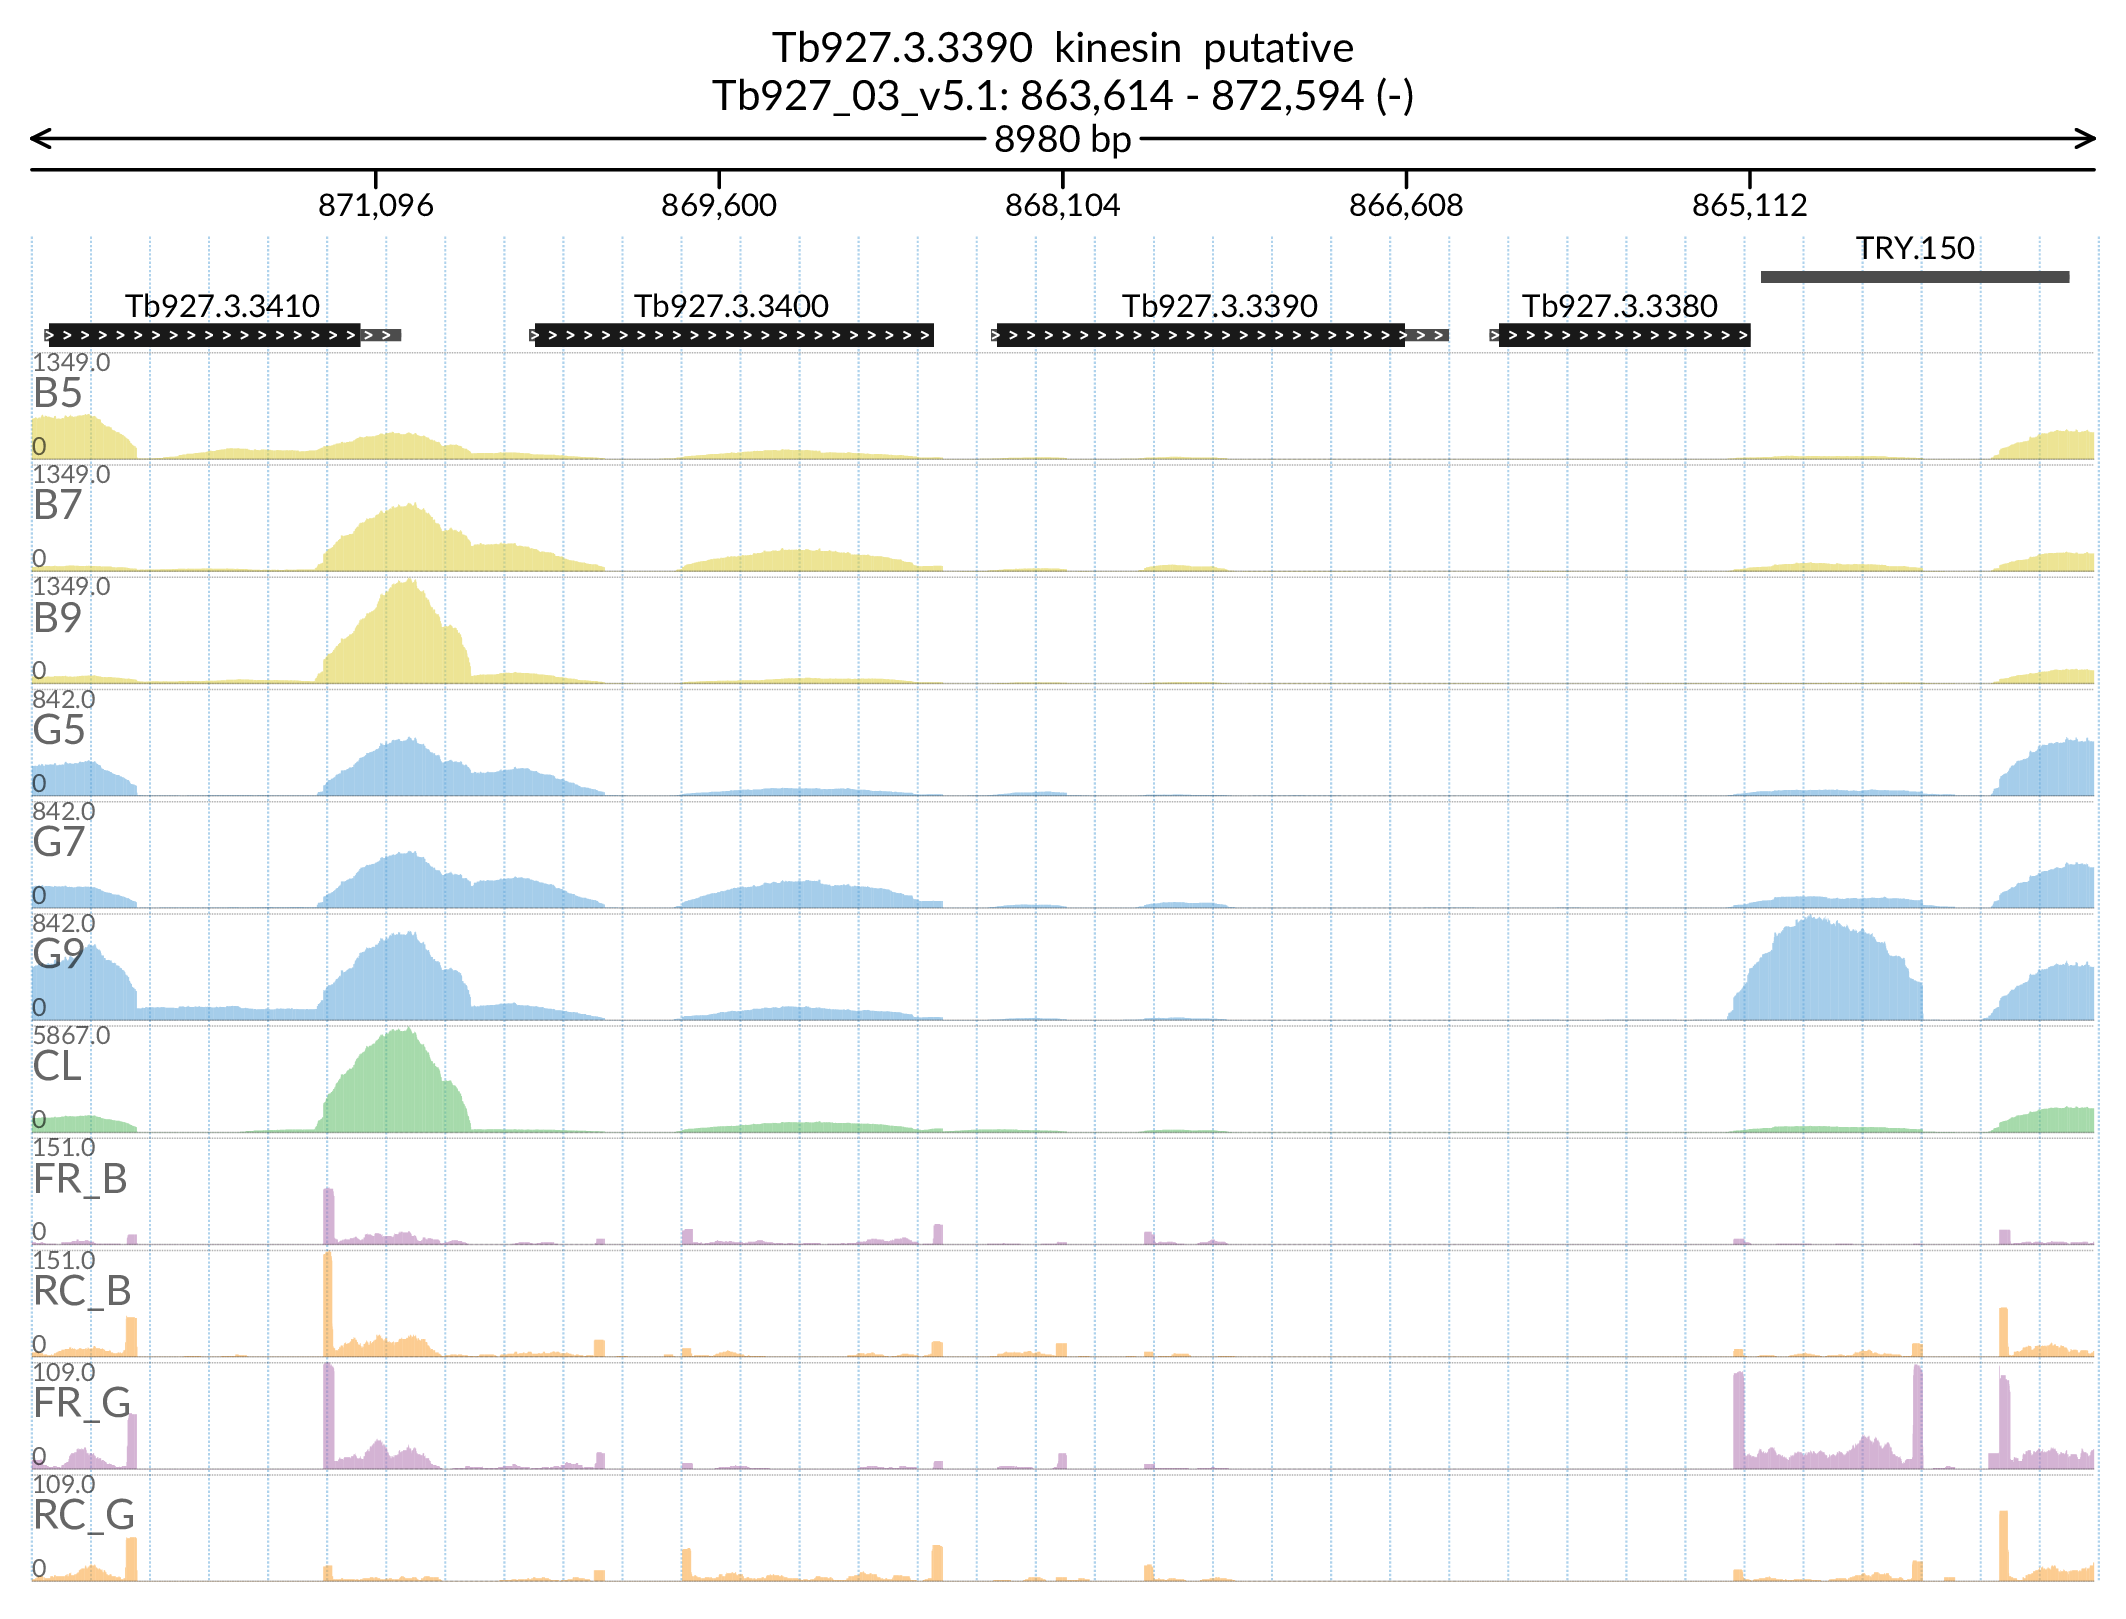 Tb927.3.3390 kinesin putative
Tb927_03_v5.1: 863,614 - 872,594 (-)
8980 bp
871,096 869,600 868,104 866,608 865,112
TRY.150
Tb927.3.3410 Tb927.3.3400 Tb927.3.3390 Tb927.3.3380
1349.0
B5
0
1349.0
B7
0
1349.0
B9
0
842.0
G5
0
842.0
G7
0
842.0
G9
0
5867.0
CL
0
151.0
FR_B
0
151.0
RC_B
0
109.0
FR_G
0
109.0
RC_G
0